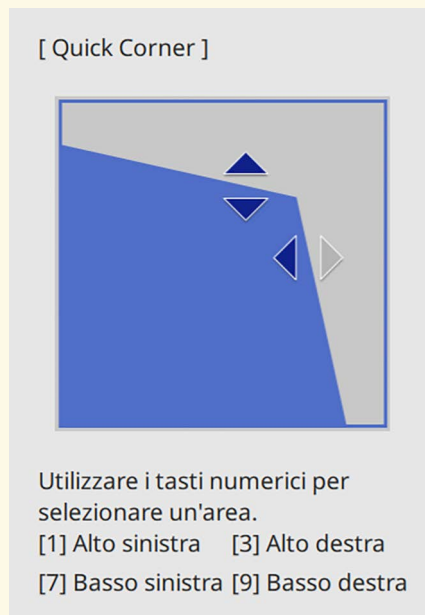 [ Quick Corner ]
Utilizzare i tasti numerici per
selezionare un'area.
[1] Alto sinistra [3] Alto destra
[7] Basso sinistra [9] Basso destra